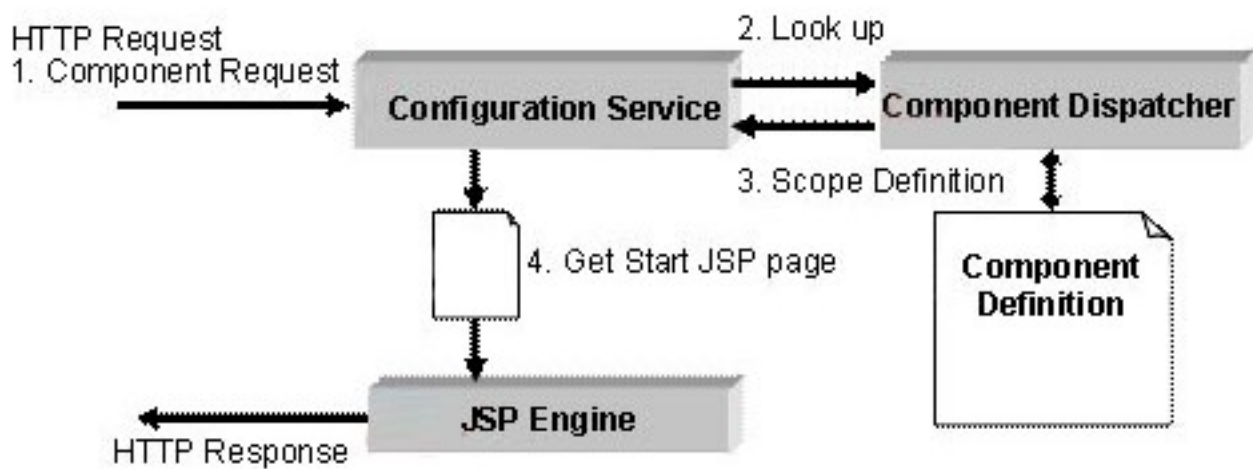 HTTP Request
1. Component Request
2. Look up
Configuration Service
Component Dispatcher
3. Scope Definition
4. Get Start JSP page
Component
Definition
JSP Engine
HTTP Response